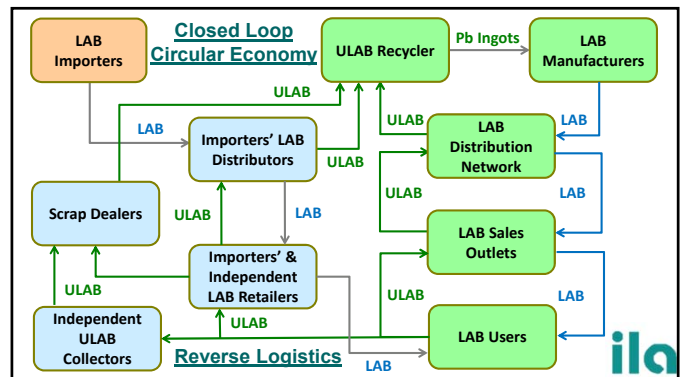 LAB
Importers
Closed Loop
Circular Economy
ULAB Recycler
Pb Ingots
LAB
Manufacturers
ULAB
LAB
Importers' LAB
Distributors
ULAB
ULAB
LAB
Distribution
Network
LAB
Scrap Dealers
ULAB
LAB
ULAB
LAB Sales
Outlets
LAB
Importers' &
Independent
LAB Retailers
ULAB
ULAB
LAB
Independent
ULAB
Collectors
ULAB
Reverse Logistics
LAB
LAB Users
ila